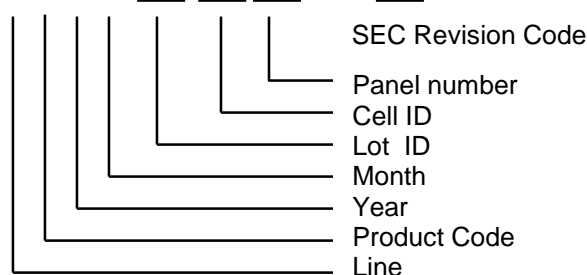 SEC Revision Code
Panel number
Cell ID
Lot ID
Month
Year
Product Code
Line